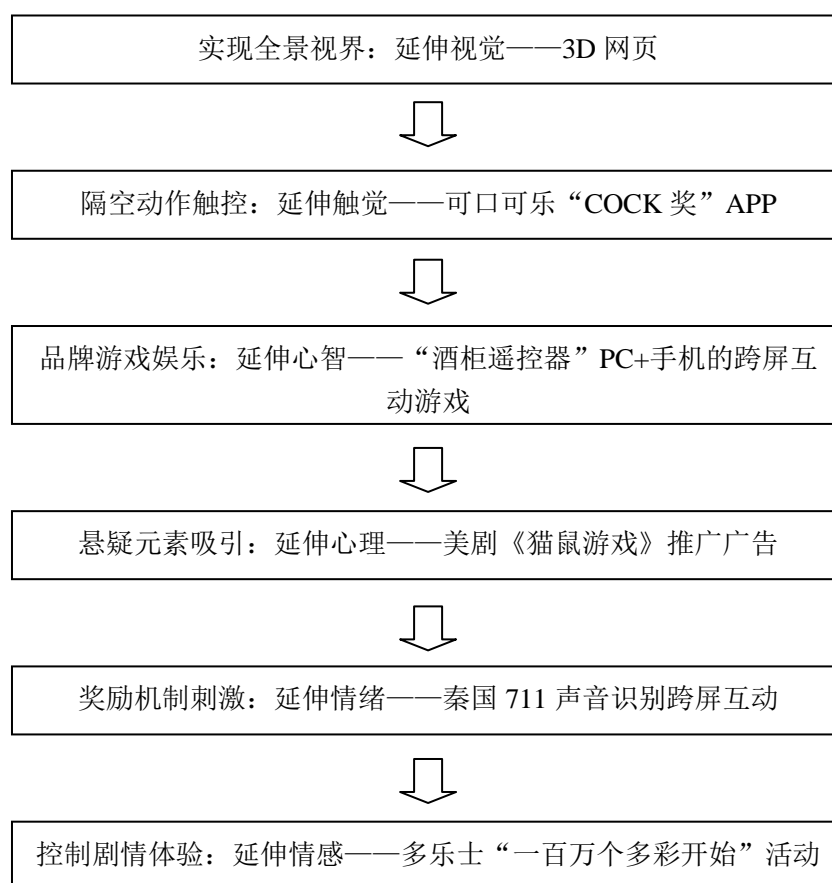 实现全景视界：延伸视觉——3D 网页
隔空动作触控：延伸触觉——可口可乐“COCK 奖”APP
品牌游戏娱乐：延伸心智——“酒柜遥控器”PC+手机的跨屏互
动游戏
悬疑元素吸引：延伸心理——美剧《猫鼠游戏》推广广告
奖励机制刺激：延伸情绪——秦国 711 声音识别跨屏互动
控制剧情体验：延伸情感——多乐士“一百万个多彩开始”活动